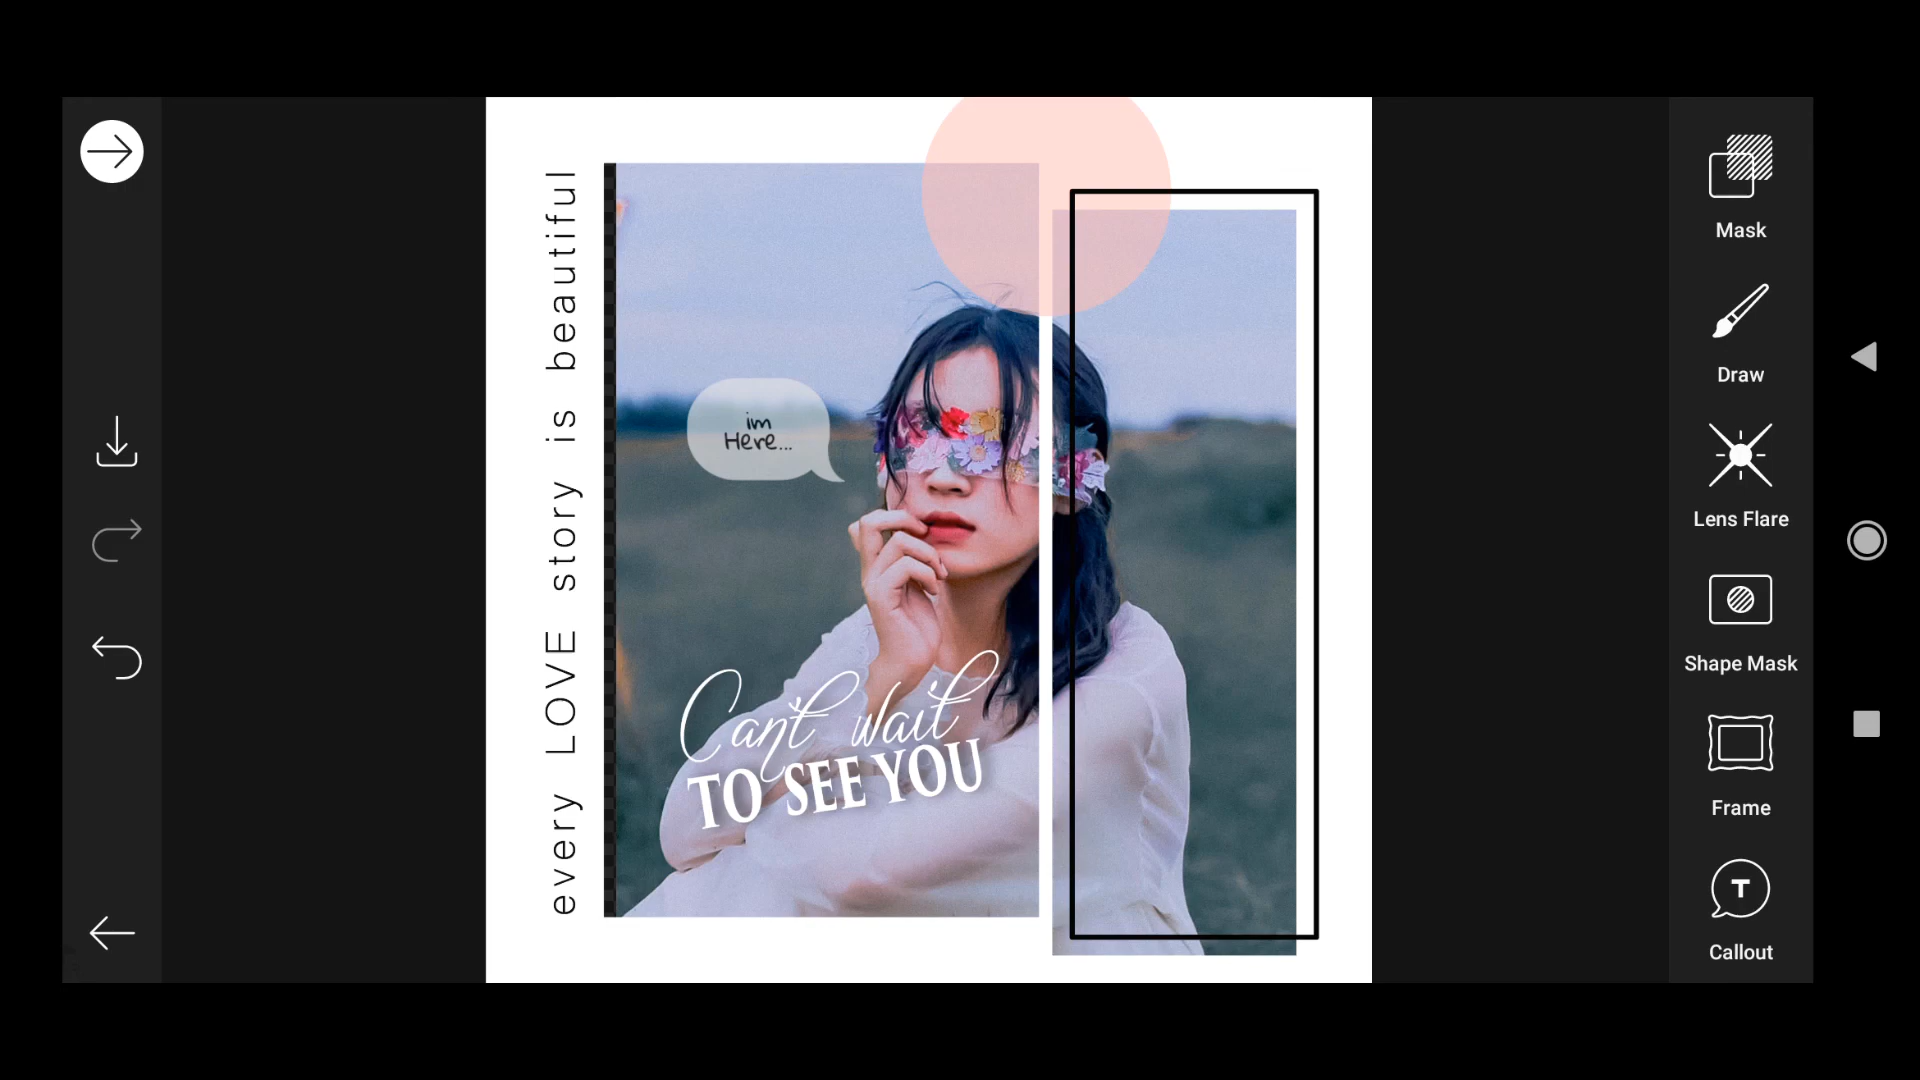 every LOVE story is beautiful
im
Here...
Can't wait
TO SEE YOU
Mask
Draw
Lens Flare
Shape Mask
Frame
T
Callout